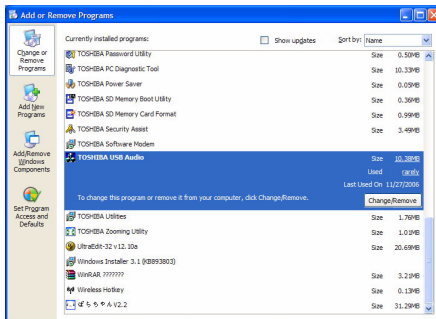 Add or Remove Programs
Change or Remove Programs
Add New Programs
Add/Remove Windows Components
Set Program Access and Defaults
Currently installed programs:
Show updates
Sort by: Name
TOSHIBA Password Utility Size 0.50MB
TOSHIBA PC Diagnostic Tool Size 10.33MB
TOSHIBA Power Saver Size 0.05MB
TOSHIBA SD Memory Boot Utility Size 0.36MB
TOSHIBA SD Memory Card Format Size 0.99MB
TOSHIBA Security Assist Size 3.49MB
TOSHIBA Software Modem
TOSHIBA USB Audio Size 10.38MB
Used rarely
Last Used On 11/27/2006
To change this program or remove it from your computer, click Change/Remove. Change/Remove
TOSHIBA Utilities Size 1.76MB
TOSHIBA Zooming Utility Size 1.01MB
UltraEdit-32 v12.10a Size 20.69MB
Windows Installer 3.1 (KB893803)
WinRAR ??????? Size 3.21MB
Wireless Hotkey Size 0.13MB
ぱちゃんV2.2 Size 31.29MB